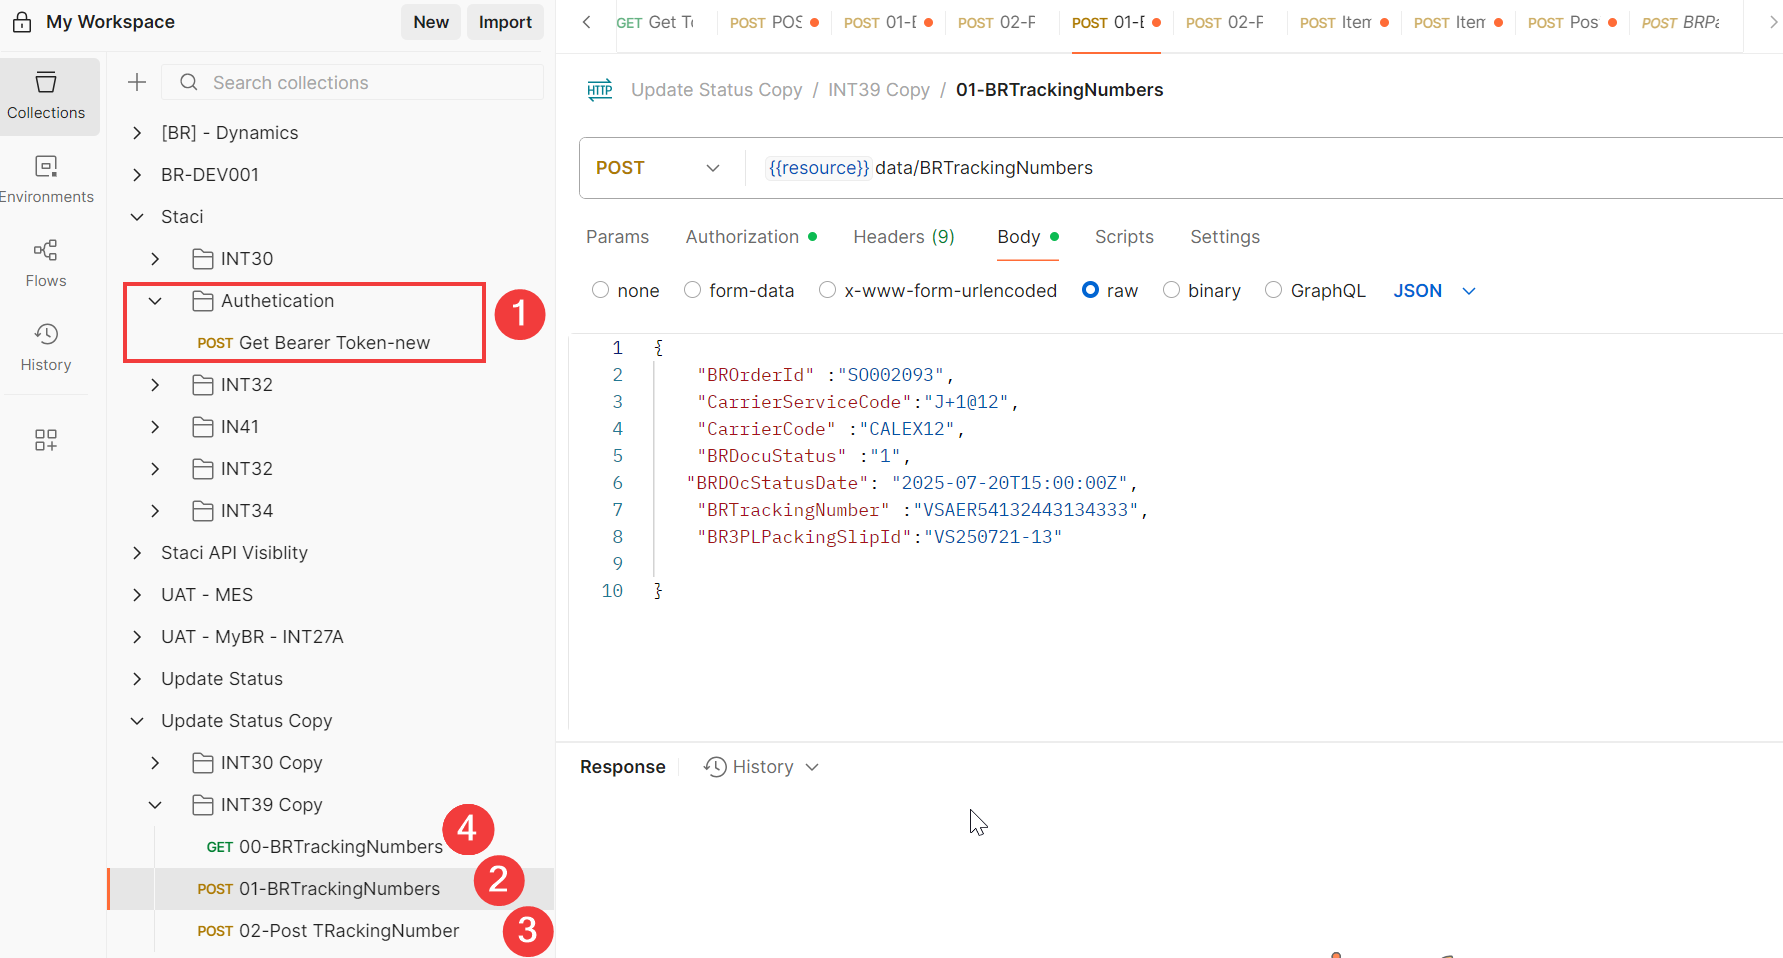 My Workspace
New
Import
Collections
Environments
Flows
History
Search collections
[BR] - Dynamics
BR-DEV001
Staci
INT30
Authetication
POST Get Bearer Token-new
1
INT32
IN41
INT32
INT34
Staci API Visiblity
UAT - MES
UAT - MyBR - INT27A
Update Status
Update Status Copy
INT30 Copy
INT39 Copy
GET 00-BRTrackingNumbers
4
POST 01-BRTrackingNumbers
2
POST 02-Post TRackingNumber
3
GET Get To
POST POS
POST 01-E
POST 02-F
POST 01-E
POST 02-F
POST Item
POST Item
POST Pos
POST BRPa
HTTP
Update Status Copy / INT39 Copy / 01-BRTrackingNumbers
POST
{{resource}} data/BRTrackingNumbers
Params
Authorization
Headers (9)
Body
Scripts
Settings
none
form-data
x-www-form-urlencoded
raw
binary
GraphQL
JSON
1 {
2 "BROrderId" :"SO002093",
3 "CarrierServiceCode":"J+1@12",
4 "CarrierCode" :"CALEX12",
5 "BRDocuStatus" :"1",
6 "BRDOcStatusDate": "2025-07-20T15:00:00Z",
7 "BRTrackingNumber" :"VSAER54132443134333",
8 "BR3PLPackingSlipId":"VS250721-13"
9
10 }
Response
History